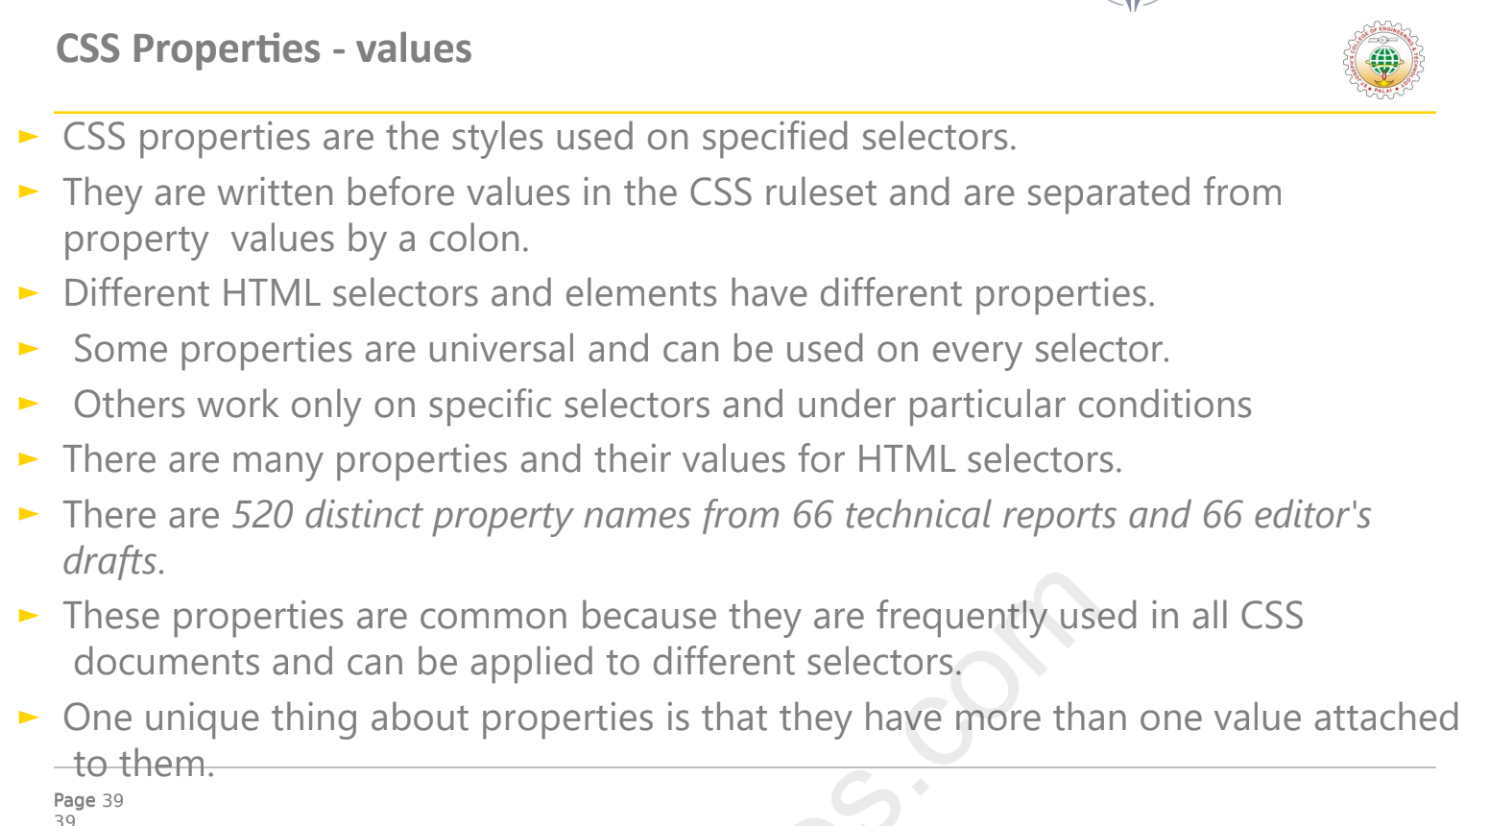 CSS Properties - values
► CSS properties are the styles used on specified selectors.
► They are written before values in the CSS ruleset and are separated from
property  values by a colon.
► Different HTML selectors and elements have different properties.
► Some properties are universal and can be used on every selector.
► Others work only on specific selectors and under particular conditions
► There are many properties and their values for HTML selectors.
► There are 520 distinct property names from 66 technical reports and 66 editor's
drafts.
► These properties are common because they are frequently used in all CSS
documents and can be applied to different selectors.
► One unique thing about properties is that they have more than one value attached
to them.
Page 39
39